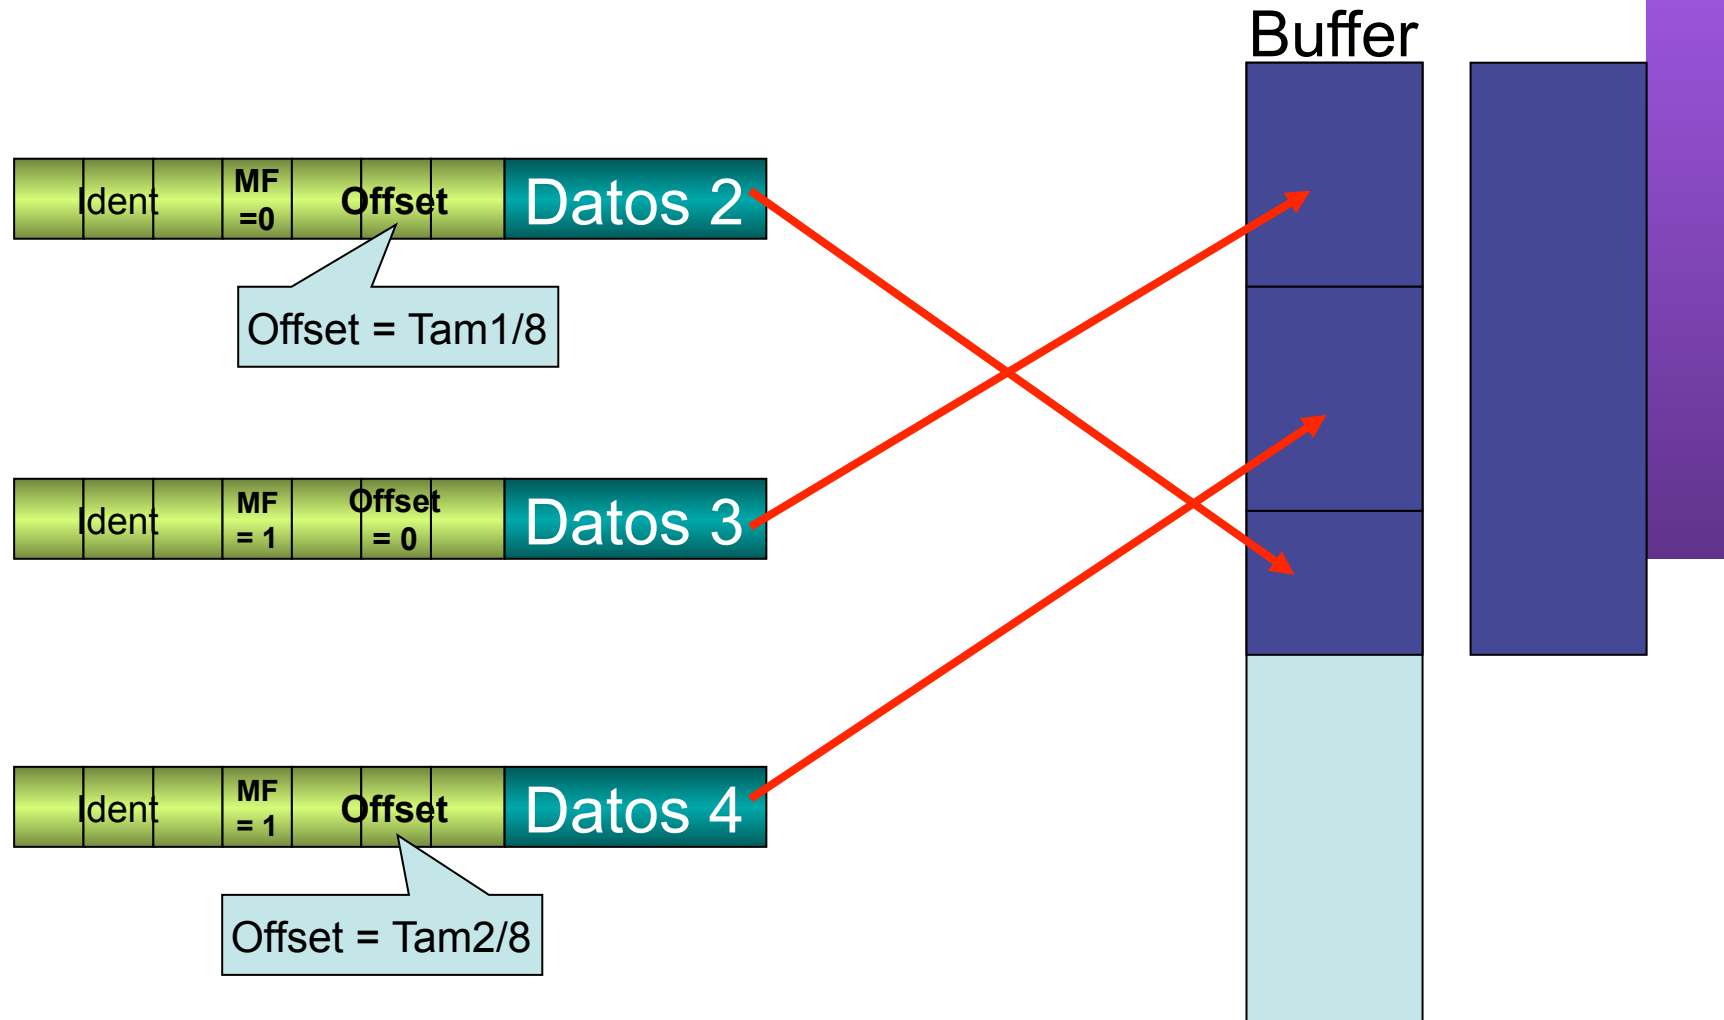 Buffer
Ident
MF
=0
Offset
Datos 2
Offset = Tam1/8
Ident
MF
= 1
Offset
= 0
Datos 3
Ident
MF
= 1
Offset
Datos 4
Offset = Tam2/8